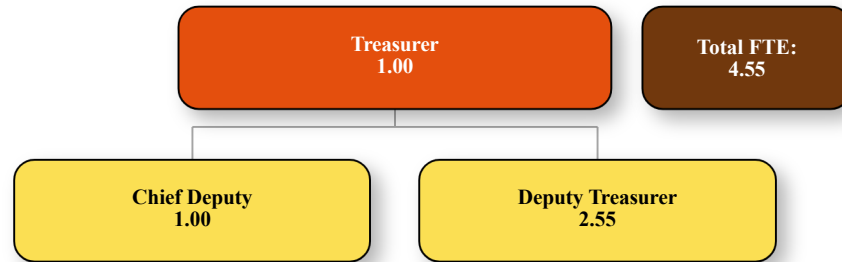 Treasurer
1.00
Total FTE:
4.55
Chief Deputy
1.00
Deputy Treasurer
2.55